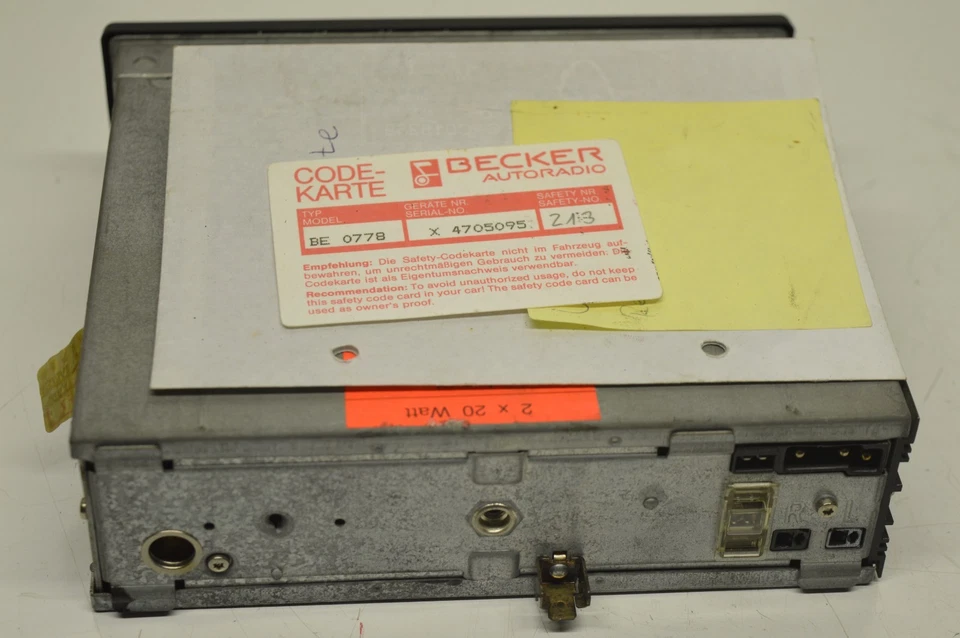 CODE-
KARTE
BECKER
AUTORADIO
TYP
MODEL
GERÄTE NR.
SERIAL-NO.
SAFETY NR.
SAFETY-NO.
BE 0778
X 4705095
213
Empfehlung: Die Safety-Codekarte nicht im Fahrzeug auf-
bewahren, um unrechtmäßigen Gebrauch zu vermeiden. Die
Codekarte ist als Eigentumsnachweis verwendbar.
Recommendation: To avoid unauthorized usage, do not keep
this safety code card in your car! The safety code card can be
used as owner's proof.
2 x 20 Watt
R
L